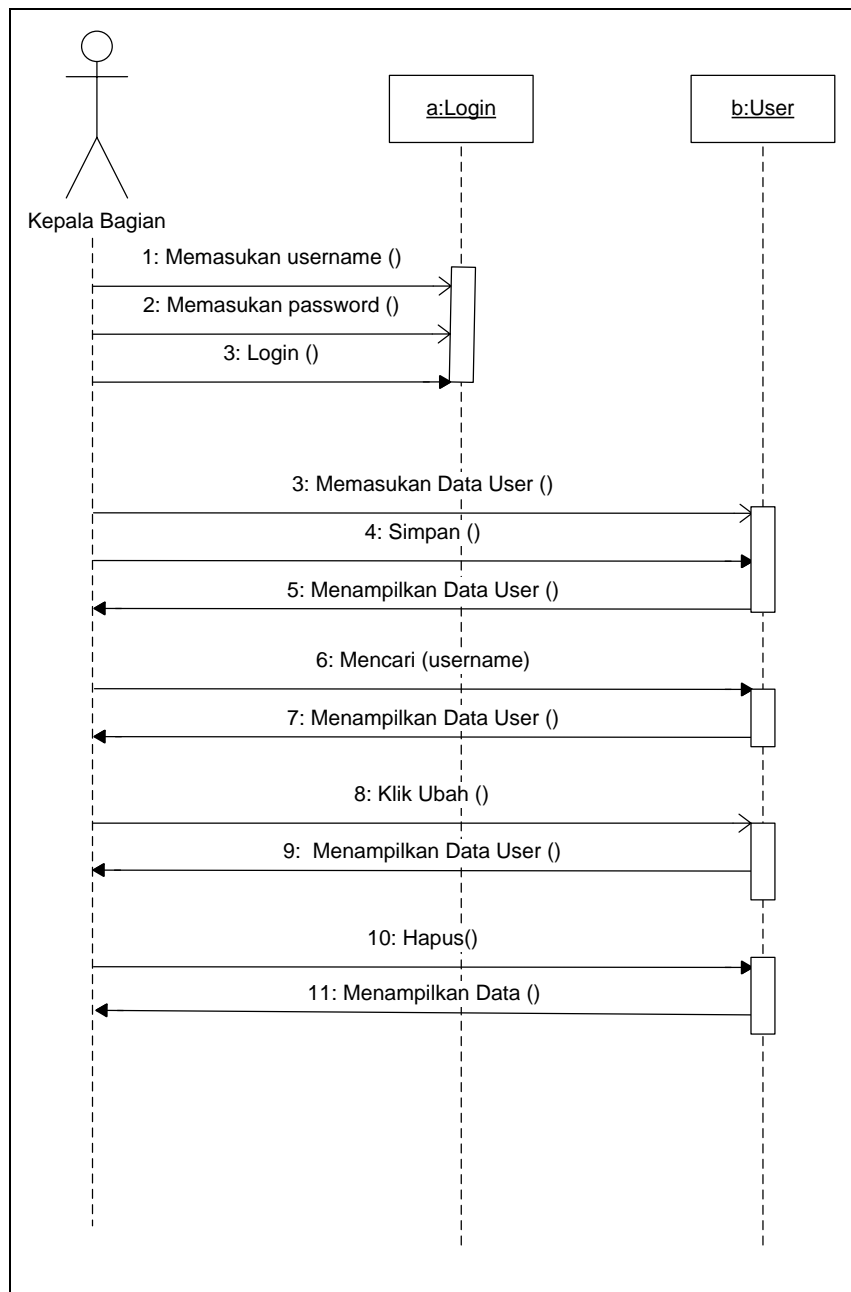 a:Login
b:User
Kepala Bagian
1: Memasukan username ()
2: Memasukan password ()
3: Login ()
3: Memasukan Data User ()
4: Simpan ()
5: Menampilkan Data User ()
6: Mencari (username)
7: Menampilkan Data User ()
8: Klik Ubah ()
9: Menampilkan Data User ()
10: Hapus()
11: Menampilkan Data ()